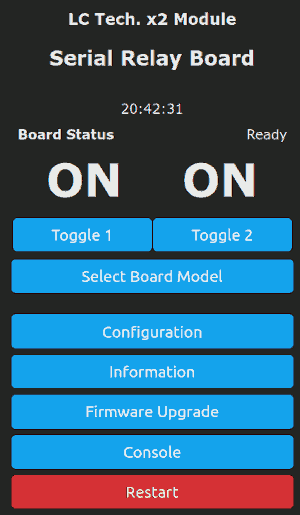 LC Tech. x2 Module
Serial Relay Board
20:42:31
Board Status Ready
ON ON
Toggle 1 Toggle 2
Select Board Model
Configuration
Information
Firmware Upgrade
Console
Restart